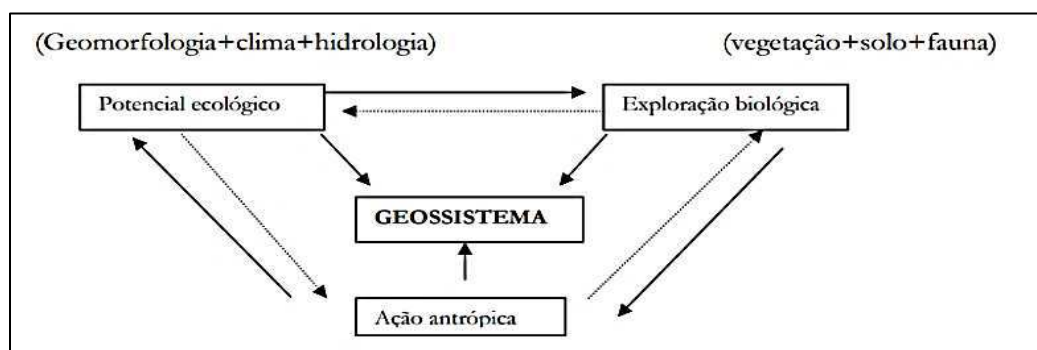 (Geomorfologia+clima+hidrologia) (vegetação+solo+fauna)
Potencial ecológico
Exploração biológica
GEOSSISTEMA
Ação antrópica